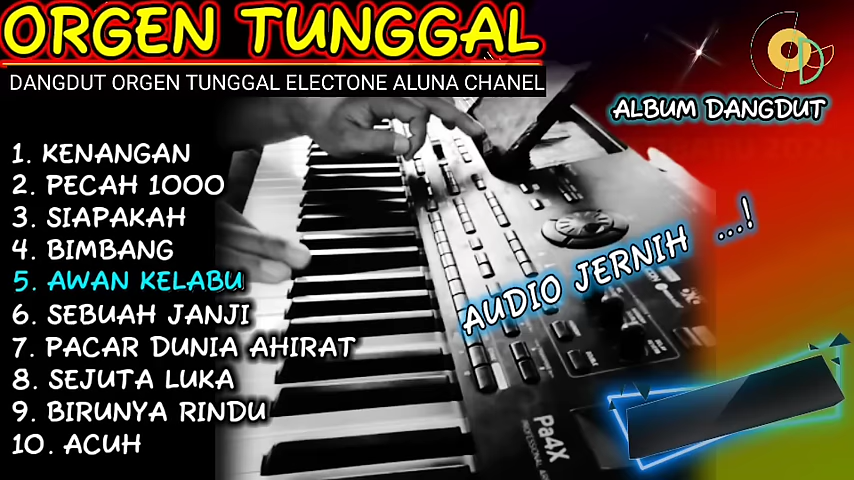 ORGEN TUNGGAL
DANGDUT ORGEN TUNGGAL ELECTONE ALUNA CHANEL
ALBUM DANGDUT
1. KENANGAN
2. PECAH 1000
3. SIAPAKAH
4. BIMBANG
5. AWAN KELABU
6. SEBUAH JANJI
7. PACAR DUNIA AHIRAT
8. SEJUTA LUKA
9. BIRUNYA RINDU
10. ACUH
AUDIO JERNIH ...!
Pa4X